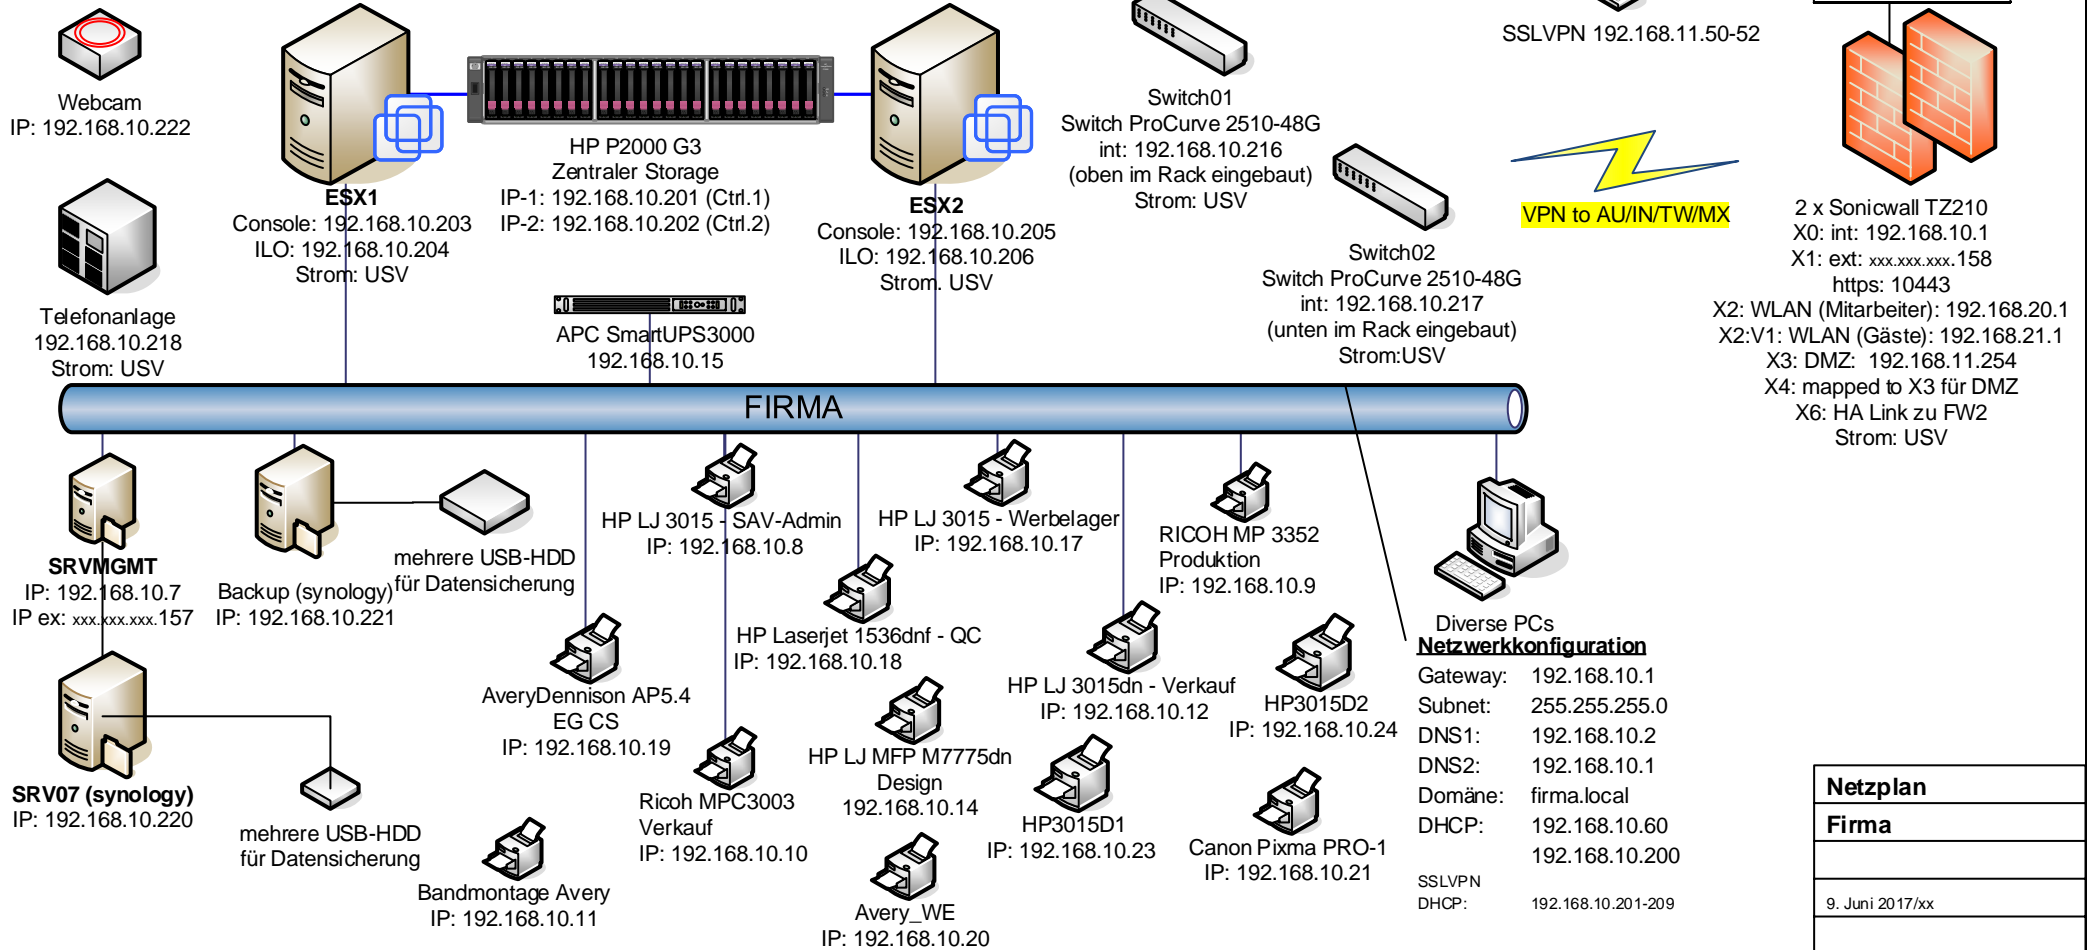 Webcam
IP: 192.168.10.222
Telefonanlage
192.168.10.218
Strom: USV
ESX1
Console: 192.168.10.203
ILO: 192.168.10.204
Strom: USV
HP P2000 G3
Zentraler Storage
IP-1: 192.168.10.201 (Ctrl.1)
IP-2: 192.168.10.202 (Ctrl.2)
APC SmartUPS3000
192.168.10.15
ESX2
Console: 192.168.10.205
ILO: 192.168.10.206
Strom. USV
Switch01
Switch ProCurve 2510-48G
int: 192.168.10.216
(oben im Rack eingebaut)
Strom: USV
Switch02
Switch ProCurve 2510-48G
int: 192.168.10.217
(unten im Rack eingebaut)
Strom:USV
SSLVPN 192.168.11.50-52
VPN to AU/IN/TW/MX
2 x Sonicwall TZ210
X0: int: 192.168.10.1
X1: ext: xxx.xxx.xxx.158
https: 10443
X2: WLAN (Mitarbeiter): 192.168.20.1
X2:V1: WLAN (Gäste): 192.168.21.1
X3: DMZ: 192.168.11.254
X4: mapped to X3 für DMZ
X6: HA Link zu FW2
Strom: USV
FIRMA
SRVMGMT
IP: 192.168.10.7
IP ex: xxx.xxx.xxx.157
Backup (synology)
IP: 192.168.10.221
mehrere USB-HDD
für Datensicherung
SRV07 (synology)
IP: 192.168.10.220
mehrere USB-HDD
für Datensicherung
HP LJ 3015 - SAV-Admin
IP: 192.168.10.8
HP LJ 3015 - Werbelager
IP: 192.168.10.17
RICOH MP 3352
Produktion
IP: 192.168.10.9
HP Laserjet 1536dnf - QC
IP: 192.168.10.18
AveryDennison AP5.4
EG CS
IP: 192.168.10.19
HP LJ 3015dn - Verkauf
IP: 192.168.10.12
HP3015D2
IP: 192.168.10.24
HP LJ MFP M7775dn
Design
192.168.10.14
Ricoh MPC3003
Verkauf
IP: 192.168.10.10
HP3015D1
IP: 192.168.10.23
Canon Pixma PRO-1
IP: 192.168.10.21
Bandmontage Avery
IP: 192.168.10.11
Avery_WE
IP: 192.168.10.20
Diverse PCs
Netzwerkkonfiguration
Gateway: 192.168.10.1
Subnet: 255.255.255.0
DNS1: 192.168.10.2
DNS2: 192.168.10.1
Domäne: firma.local
DHCP: 192.168.10.60
192.168.10.200
SSLVPN
DHCP: 192.168.10.201-209
Netzplan
Firma
9. Juni 2017/xx